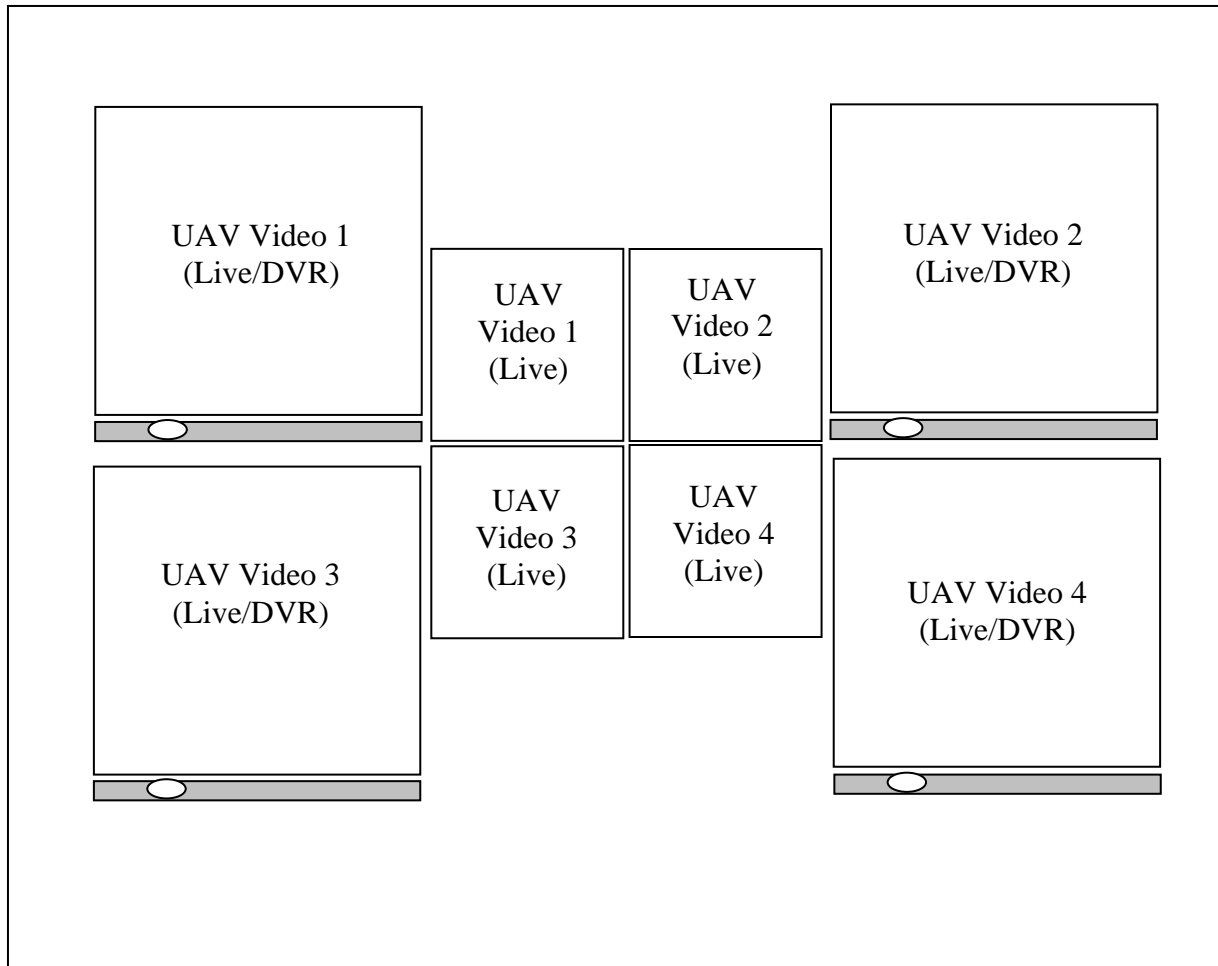 UAV Video 1
(Live/DVR)
UAV
Video 1
(Live)
UAV
Video 2
(Live)
UAV Video 2
(Live/DVR)
UAV Video 3
(Live/DVR)
UAV
Video 3
(Live)
UAV
Video 4
(Live)
UAV Video 4
(Live/DVR)